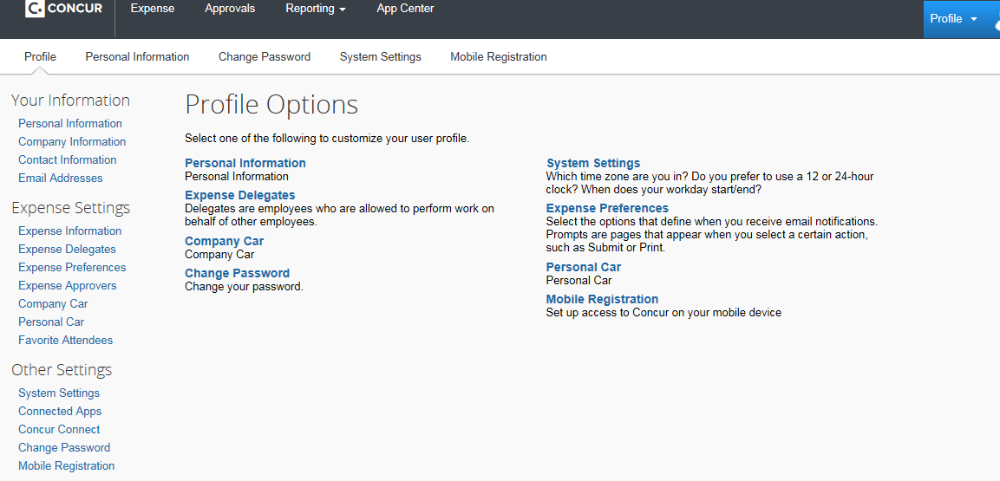 C. CONCUR
Expense
Approvals
Reporting
App Center
Profile
Profile
Personal Information
Change Password
System Settings
Mobile Registration
Your Information
Personal Information
Company Information
Contact Information
Email Addresses
Expense Settings
Expense Information
Expense Delegates
Expense Preferences
Expense Approvers
Company Car
Personal Car
Favorite Attendees
Other Settings
System Settings
Connected Apps
Concur Connect
Change Password
Mobile Registration
Profile Options
Select one of the following to customize your user profile.
Personal Information
Personal Information
Expense Delegates
Delegates are employees who are allowed to perform work on
behalf of other employees.
Company Car
Company Car
Change Password
Change your password.
System Settings
Which time zone are you in? Do you prefer to use a 12 or 24-hour
clock? When does your workday start/end?
Expense Preferences
Select the options that define when you receive email notifications.
Prompts are pages that appear when you select a certain action,
such as Submit or Print.
Personal Car
Personal Car
Mobile Registration
Set up access to Concur on your mobile device